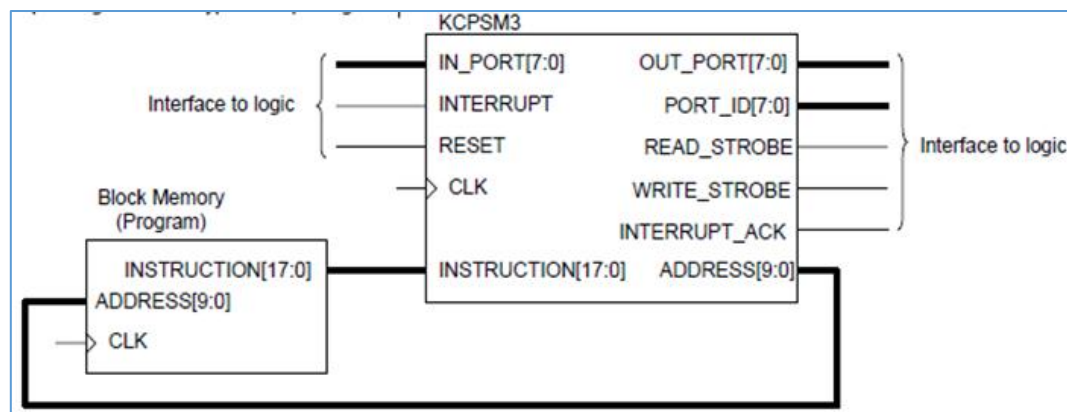 KCPSM3
IN_PORT[7:0]
OUT_PORT[7:0]
Interface to logic
INTERRUPT
PORT_ID[7:0]
RESET
READ_STROBE
Interface to logic
CLK
WRITE_STROBE
Block Memory
(Program)
INTERRUPT_ACK
INSTRUCTION[17:0]
INSTRUCTION[17:0]
ADDRESS[9:0]
ADDRESS[9:0]
CLK